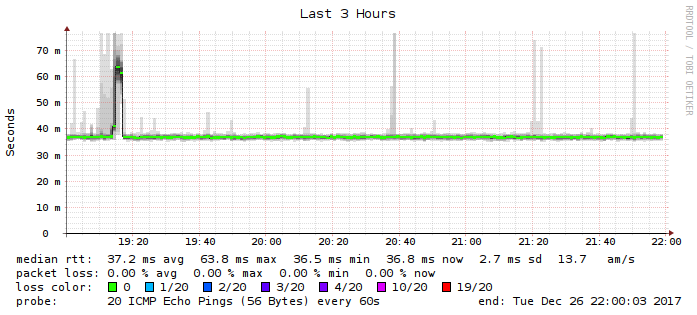 Last 3 Hours
RRDTOOL / TOBI OETIKER
Seconds
70 m
60 m
50 m
40 m
30 m
20 m
10 m
0
19:20 19:40 20:00 20:20 20:40 21:00 21:20 21:40 22:00
median rtt: 37.2 ms avg 63.8 ms max 36.5 ms min 36.8 ms now 2.7 ms sd 13.7 am/s
packet loss: 0.00 % avg 0.00 % max 0.00 % min 0.00 % now
loss color: 0 1/20 2/20 3/20 4/20 10/20 19/20
probe: 20 ICMP Echo Pings (56 Bytes) every 60s end: Tue Dec 26 22:00:03 2017